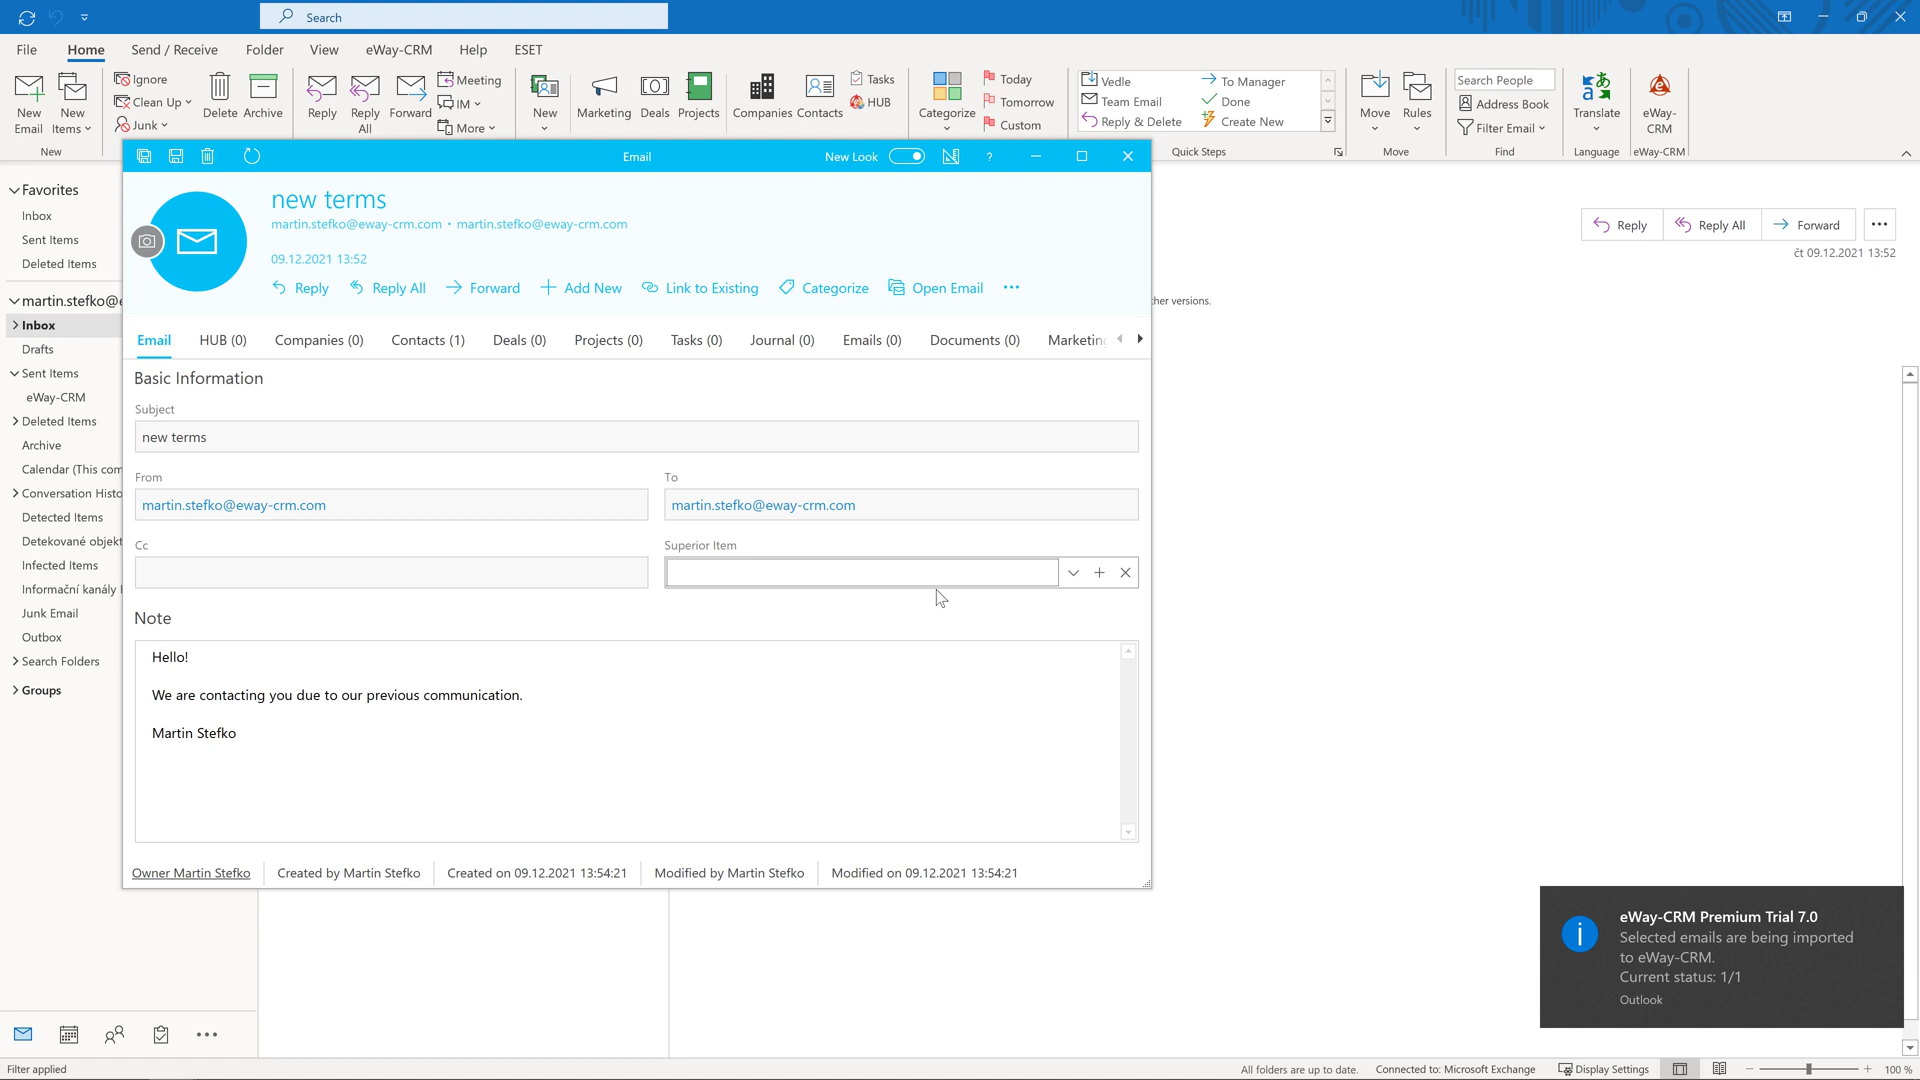 Search
File Home Send / Receive Folder View eWay-CRM Help ESET
New Email
New Items
New
Ignore
Clean Up
Junk
Delete
Archive
Reply
Reply All
Forward
Meeting
IM
More
New
Marketing
Deals
Projects
Companies
Contacts
Tasks
HUB
Categorize
Today
Tomorrow
Custom
Vedle
Team Email
Reply & Delete
To Manager
Done
Create New
Quick Steps
Move
Rules
Move
Search People
Address Book
Filter Email
Find
Translate
Language
eWay-CRM
eWay-CRM
Favorites
Inbox
Sent Items
Deleted Items
martin.stefko@e
Inbox
Drafts
Sent Items
eWay-CRM
Deleted Items
Archive
Calendar (This com
Conversation Histo
Detected Items
Detekované objekt
Infected Items
Informační kanály
Junk Email
Outbox
Search Folders
Groups
Email
New Look
?
new terms
martin.stefko@eway-crm.com • martin.stefko@eway-crm.com
09.12.2021 13:52
Reply Reply All Forward Add New Link to Existing Categorize Open Email
Email HUB (0) Companies (0) Contacts (1) Deals (0) Projects (0) Tasks (0) Journal (0) Emails (0) Documents (0) Marketin
Basic Information
Subject
new terms
From
martin.stefko@eway-crm.com
To
martin.stefko@eway-crm.com
Cc
Superior Item
Note
Hello!
We are contacting you due to our previous communication.
Martin Stefko
Owner Martin Stefko Created by Martin Stefko Created on 09.12.2021 13:54:21 Modified by Martin Stefko Modified on 09.12.2021 13:54:21
Reply Reply All Forward
čt 09.12.2021 13:52
her versions.
eWay-CRM Premium Trial 7.0
Selected emails are being imported
to eWay-CRM.
Current status: 1/1
Outlook
Filter applied
All folders are up to date. Connected to: Microsoft Exchange Display Settings 100 %